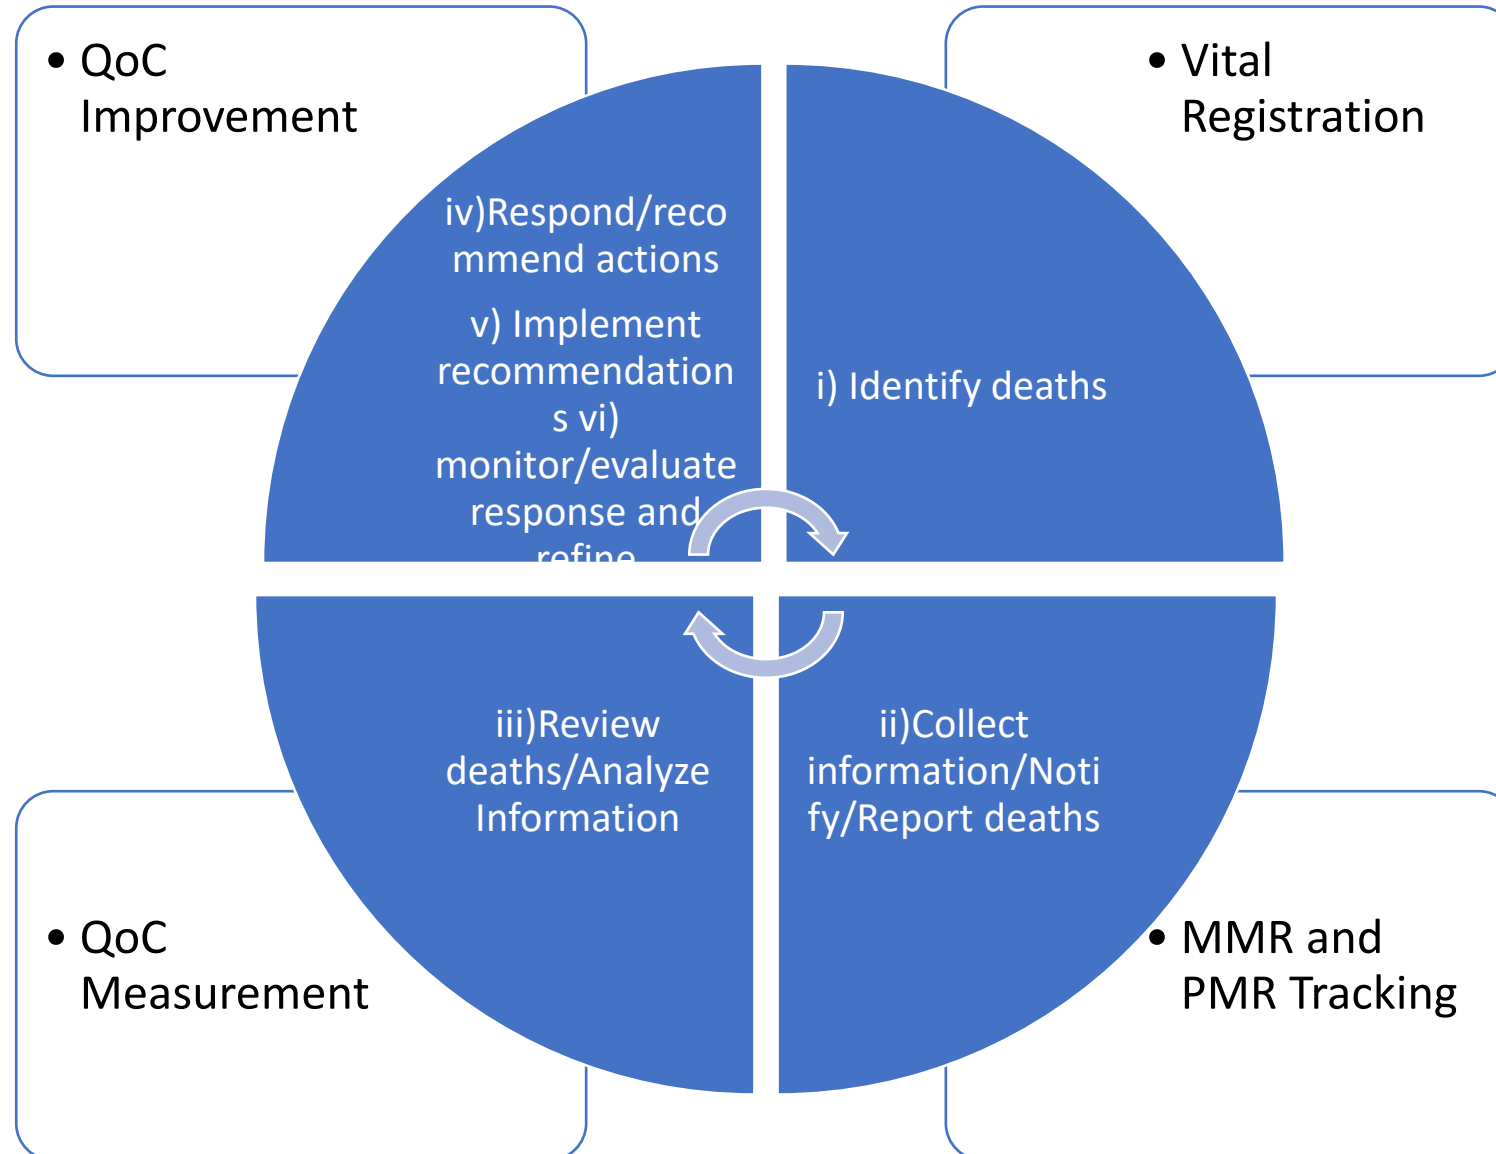 • QoC
Improvement
• Vital
Registration
iv)Respond/reco
mmend actions
v) Implement
recommendation
s vi)
monitor/evaluate
response and
refine
i) Identify deaths
iii)Review
deaths/Analyze
Information
ii)Collect
information/Noti
fy/Report deaths
• QoC
Measurement
• MMR and
PMR Tracking